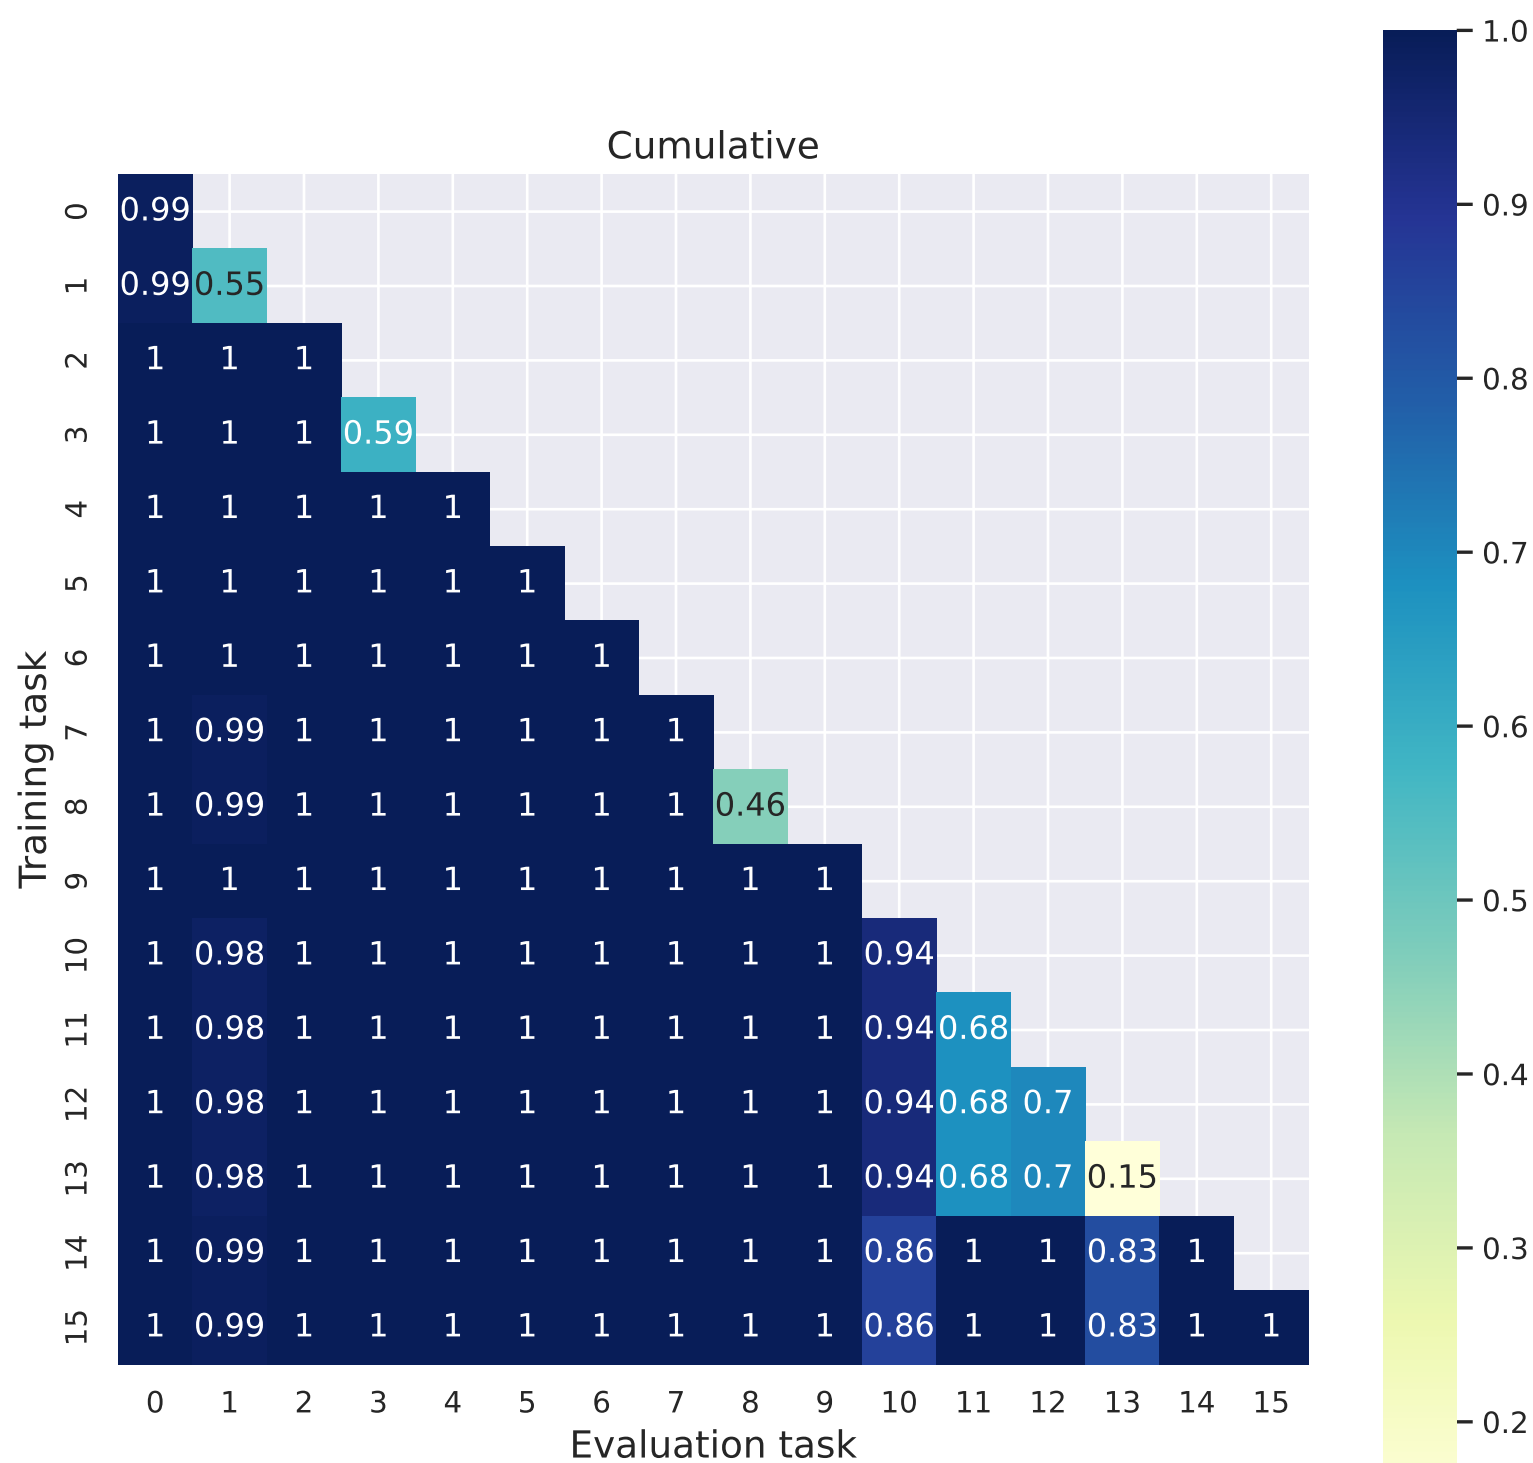 Cumulative
0 0.99
1 0.99 0.55
2 1 1 1
3 1 1 1 0.59
4 1 1 1 1 1
5 1 1 1 1 1 1
6 1 1 1 1 1 1 1
7 1 0.99 1 1 1 1 1 1
8 1 0.99 1 1 1 1 1 1 0.46
9 1 1 1 1 1 1 1 1 1 1
10 1 0.98 1 1 1 1 1 1 1 1 0.94
11 1 0.98 1 1 1 1 1 1 1 1 0.94 0.68
12 1 0.98 1 1 1 1 1 1 1 1 0.94 0.68 0.7
13 1 0.98 1 1 1 1 1 1 1 1 0.94 0.68 0.7 0.15
14 1 0.99 1 1 1 1 1 1 1 1 0.86 1 1 0.83 1
15 1 0.99 1 1 1 1 1 1 1 1 0.86 1 1 0.83 1 1
0 1 2 3 4 5 6 7 8 9 10 11 12 13 14 15
Evaluation task
Training task
1.0
0.9
0.8
0.7
0.6
0.5
0.4
0.3
0.2